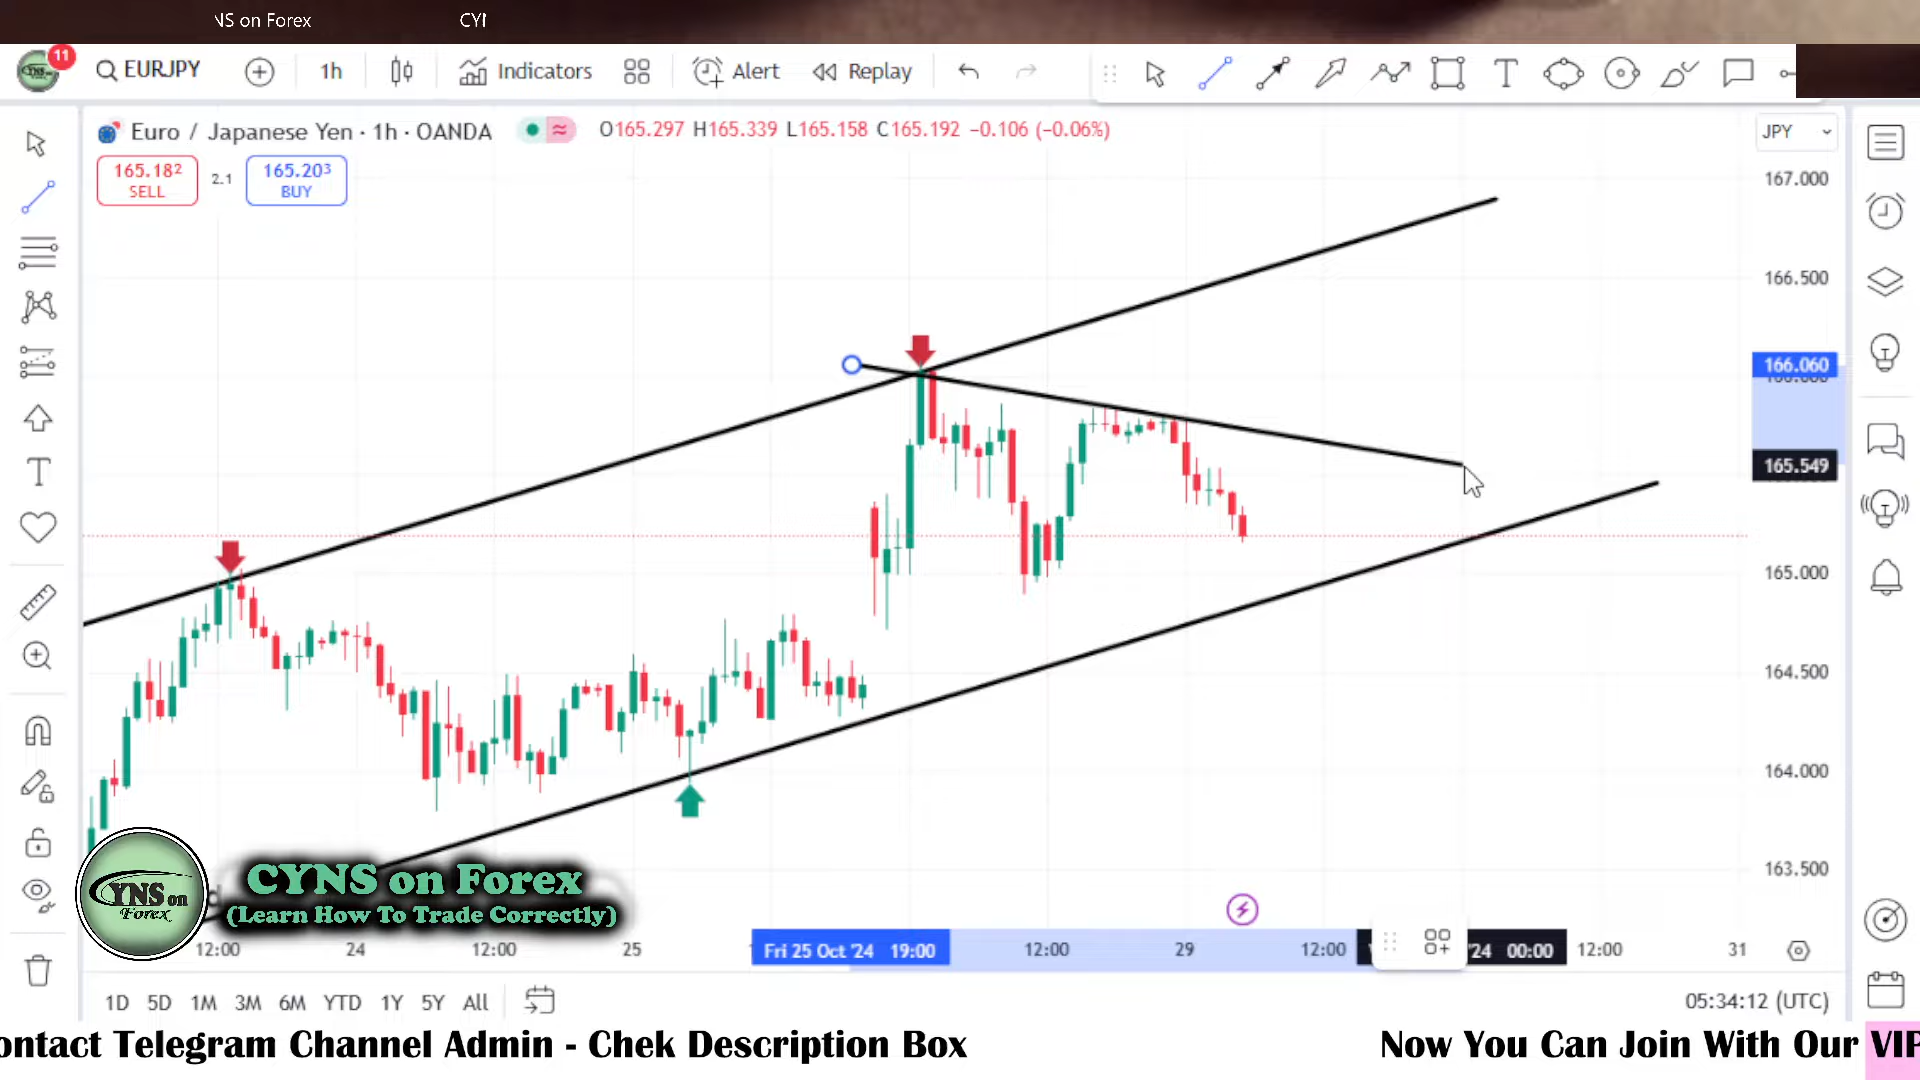 NS on Forex CYN
11 EURJPY 1h Indicators Alert Replay
Euro / Japanese Yen · 1h · OANDA O165.297 H165.339 L165.158 C165.192 −0.106 (−0.06%)
JPY
165.182 SELL 2.1 165.203 BUY
167.000
166.500
166.060
165.549
165.000
164.500
164.000
163.500
CYNS on Forex
(Learn How To Trade Correctly)
YNS on Forex
12:00 24 12:00 25 Fri 25 Oct '24 19:00 12:00 29 12:00 '24 00:00 12:00 31
1D 5D 1M 3M 6M YTD 1Y 5Y All 05:34:12 (UTC)
ontact Telegram Channel Admin - Chek Description Box Now You Can Join With Our VIP